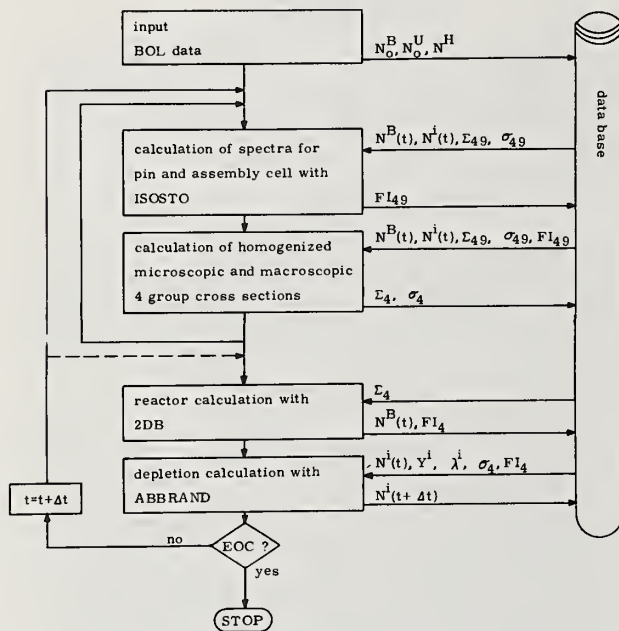 input
BOL data
N₀ᴮ, N₀ᵁ, Nᴴ
data base
calculation of spectra for
pin and assembly cell with
ISOSTO
Nᴮ(t), Nⁱ(t), Σ₄₉, σ₄₉
FI₄₉
calculation of homogenized
microscopic and macroscopic
4 group cross sections
Nᴮ(t), Nⁱ(t), Σ₄₉, σ₄₉, FI₄₉
Σ₄, σ₄
reactor calculation with
2DB
Σ₄
Nᴮ(t), FI₄
depletion calculation with
ABBRAND
Nⁱ(t), Yⁱ, λⁱ, σ₄, FI₄
Nⁱ(t+ Δt)
t=t+Δt
no
EOC ?
yes
STOP